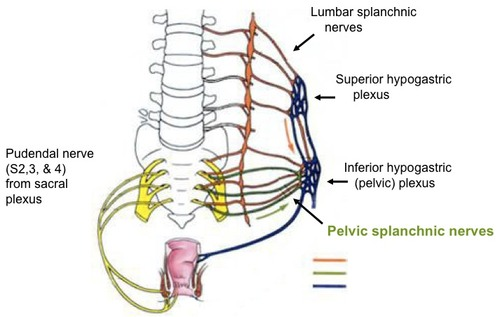 Lumbar splanchnic
nerves
Superior hypogastric
plexus
Pudendal nerve
(S2,3, & 4)
from sacral
plexus
Inferior hypogastric
(pelvic) plexus
Pelvic splanchnic nerves